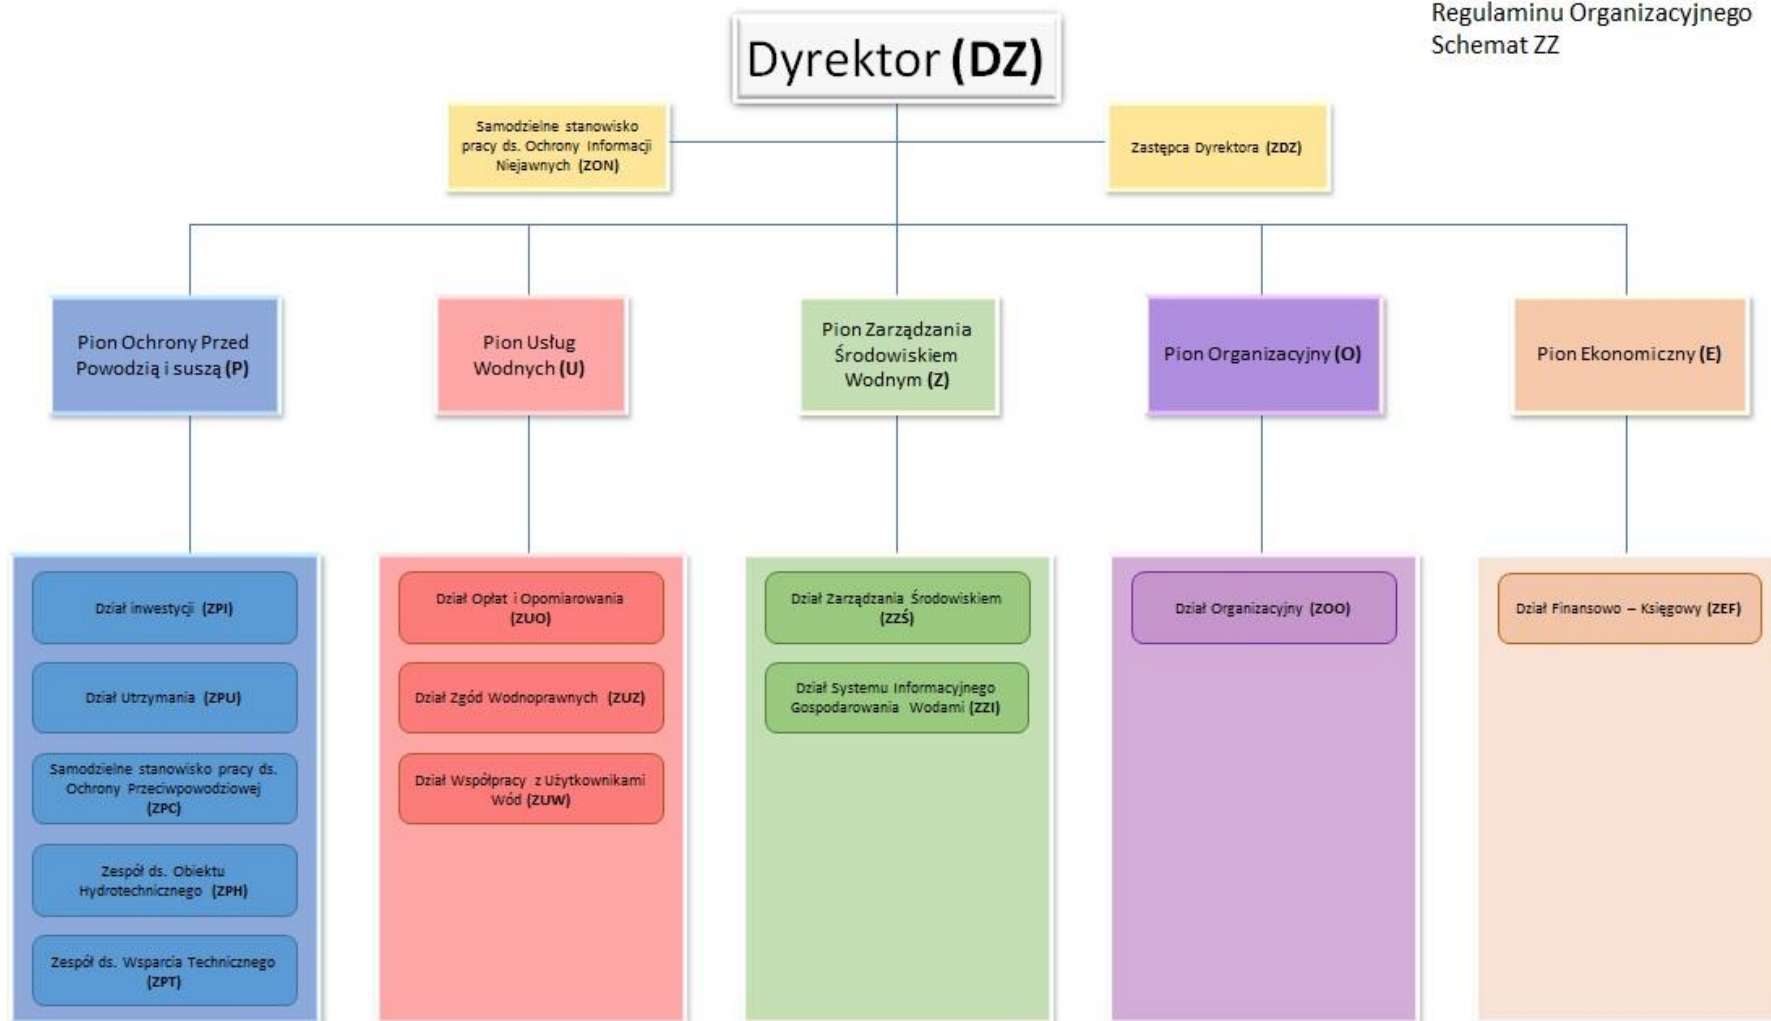 Regulaminu Organizacyjnego
Schemat ZZ
Dyrektor (DZ)
Samodzielne stanowisko
pracy ds. Ochrony Informacji
Niejawnych (ZON)
Zastępca Dyrektora (ZDZ)
Pion Ochrony Przed
Powodzią i suszą (P)
Pion Usług
Wodnych (U)
Pion Zarządzania
Środowiskiem
Wodnym (Z)
Pion Organizacyjny (O)
Pion Ekonomiczny (E)
Dział inwestycji (ZPI)
Dział Utrzymania (ZPU)
Samodzielne stanowisko pracy ds.
Ochrony Przeciwpowodziowej
(ZPC)
Zespół ds. Obiektu
Hydrotechnicznego (ZPH)
Zespół ds. Wsparcia Technicznego
(ZPT)
Dział Opłat i Opomiarowania
(ZUO)
Dział Zgód Wodnoprawnych (ZUZ)
Dział Współpracy z Użytkownikami
Wód (ZUW)
Dział Zarządzania Środowiskiem
(ZZŚ)
Dział Systemu Informacyjnego
Gospodarowania Wodami (ZZI)
Dział Organizacyjny (ZOO)
Dział Finansowo – Księgowy (ZEF)